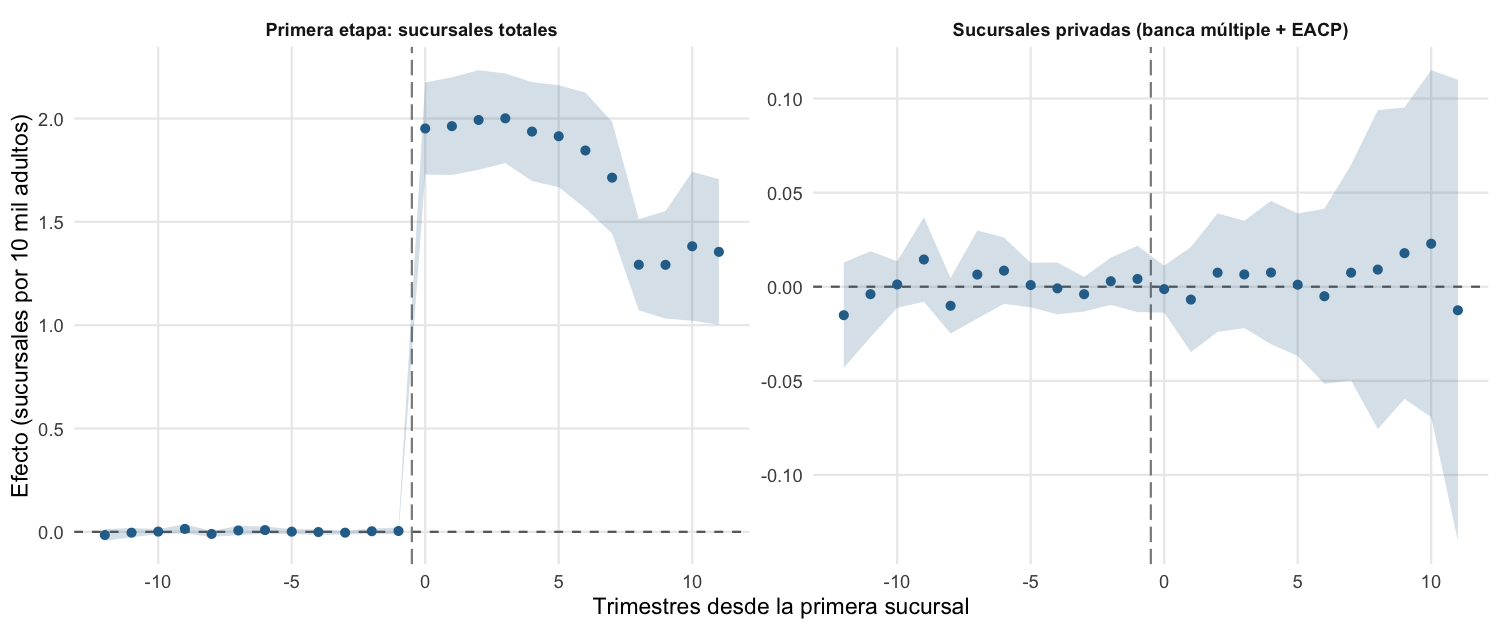 Primera etapa: sucursales totales
Sucursales privadas (banca múltiple + EACP)
Efecto (sucursales por 10 mil adultos)
2.0
1.5
1.0
0.5
0.0
0.10
0.05
0.00
-0.05
-0.10
-10 -5 0 5 10
-10 -5 0 5 10
Trimestres desde la primera sucursal